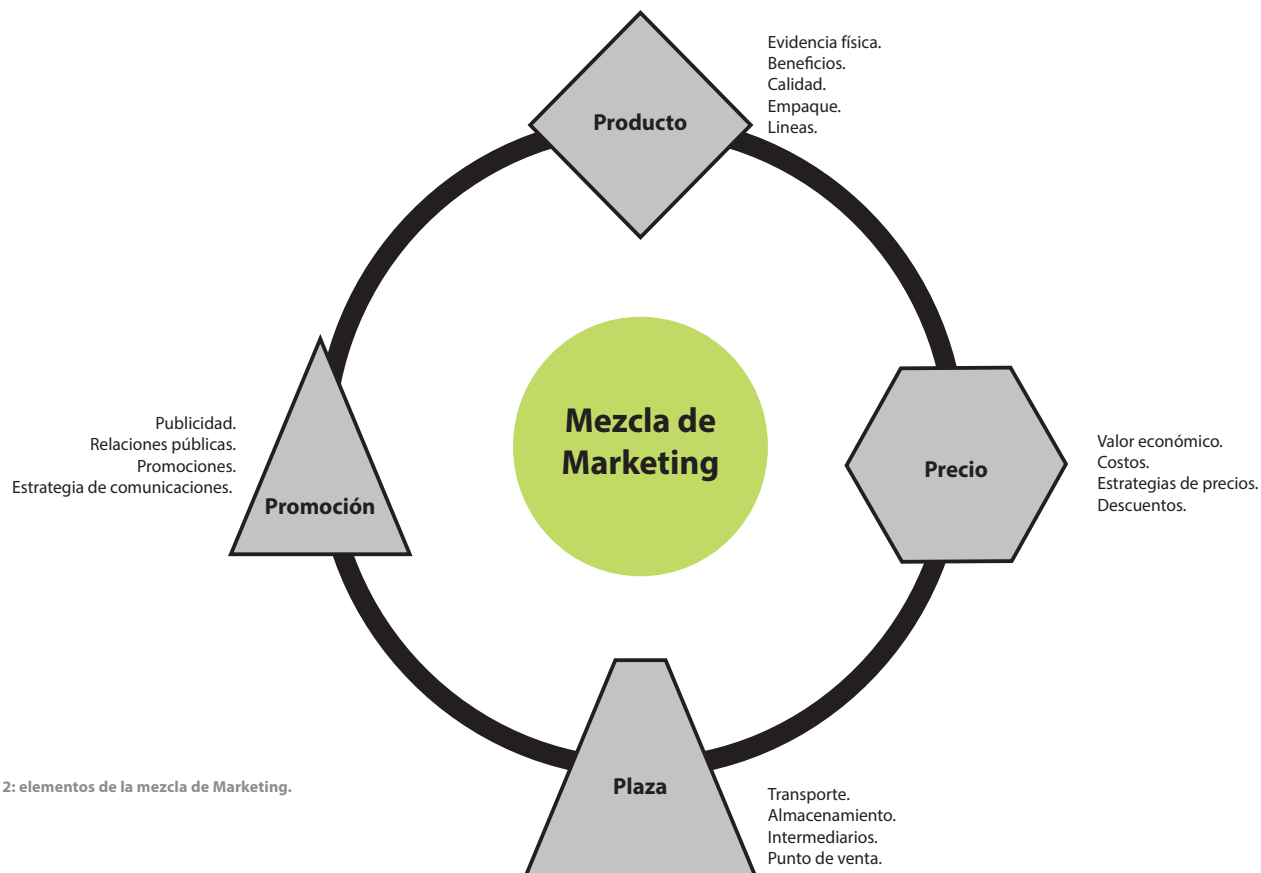 Producto
Evidencia física.
Beneficios.
Calidad.
Empaque.
Lineas.
Mezcla de
Marketing
Publicidad.
Relaciones públicas.
Promociones.
Estrategia de comunicaciones.
Promoción
Precio
Valor económico.
Costos.
Estrategias de precios.
Descuentos.
2: elementos de la mezcla de Marketing.
Plaza
Transporte.
Almacenamiento.
Intermediarios.
Punto de venta.